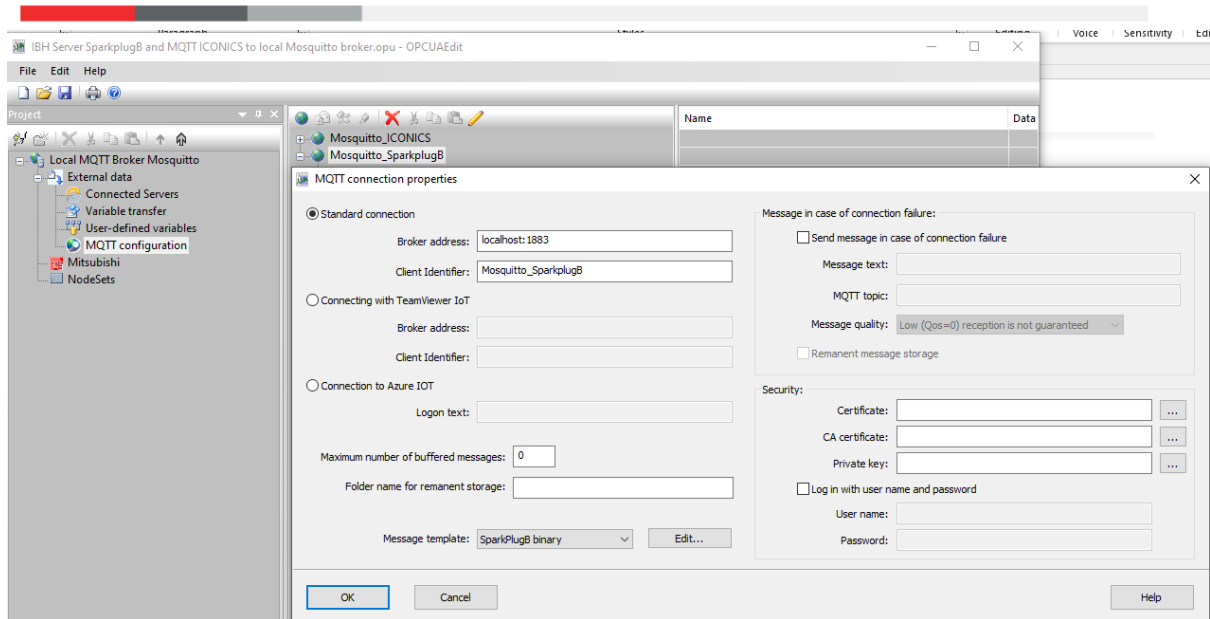 Voice Sensitivity
IBH Server SparkplugB and MQTT ICONICS to local Mosquitto broker.opu - OPCUAEdit
File Edit Help
Project
Name Data
Mosquitto_ICONICS
Mosquitto_SparkplugB
Local MQTT Broker Mosquitto
External data
Connected Servers
Variable transfer
User-defined variables
MQTT configuration
Mitsubishi
NodeSets
MQTT connection properties
Standard connection
Broker address: localhost:1883
Client Identifier: Mosquitto_SparkplugB
Connecting with TeamViewer IoT
Broker address:
Client Identifier:
Connection to Azure IOT
Logon text:
Maximum number of buffered messages: 0
Folder name for remanent storage:
Message template: SparkPlugB binary Edit...
Message in case of connection failure:
Send message in case of connection failure
Message text:
MQTT topic:
Message quality: Low (Qos=0) reception is not guaranteed
Remanent message storage
Security:
Certificate: ...
CA certificate: ...
Private key: ...
Log in with user name and password
User name:
Password:
OK Cancel Help